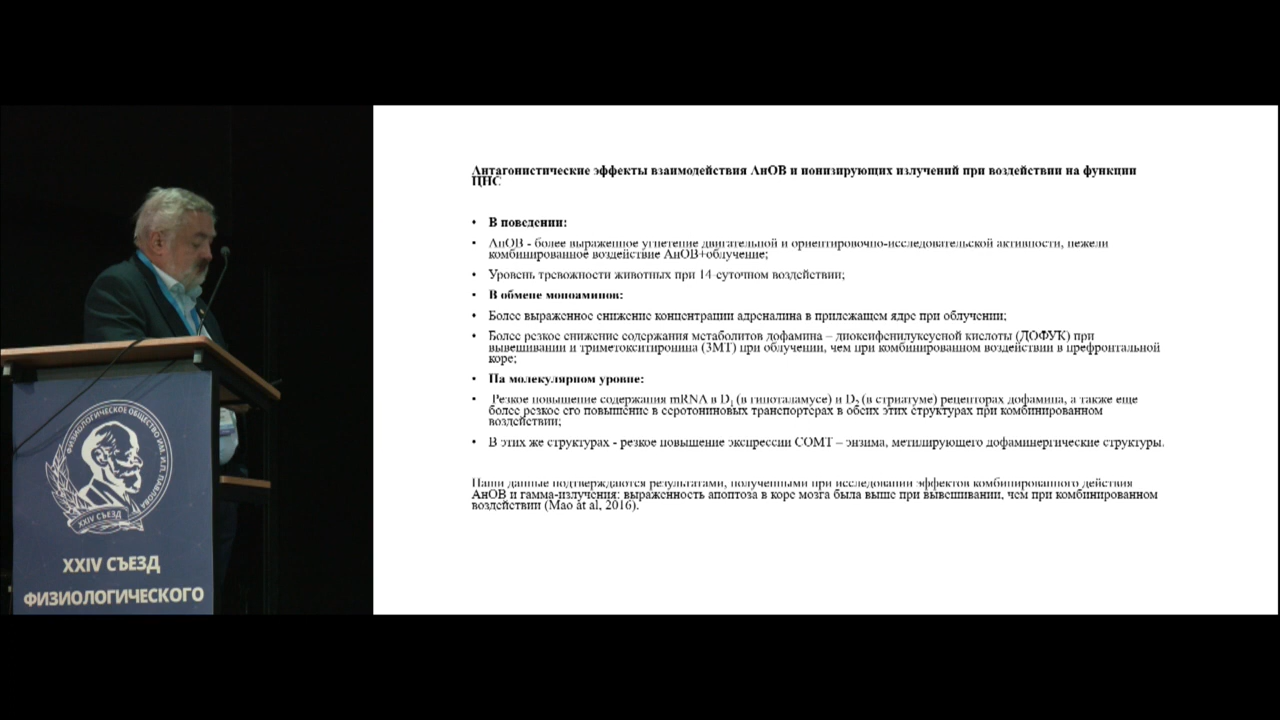 Антагонистические эффекты взаимодействия АнОВ и ионизирующих излучений при воздействии на функции
ЦНС
• В поведении:
• АнОВ - более выраженное угнетение двигательной и ориентировочно-исследовательской активности, нежели
комбинированное воздействие АнОВ+облучение;
• Уровень тревожности животных при 14-суточном воздействии;
• В обмене моноаминов:
• Более выраженное снижение концентрации адреналина в прилежащем ядре при облучении;
• Более резкое снижение содержания метаболитов дофамина – диоксифенилуксусной кислоты (ДОФУК) при
вывешивании и триметокситиронина (3МТ) при облучении, чем при комбинированном воздействии в префронтальной
коре;
• На молекулярном уровне:
• Резкое повышение содержания mRNA в D1 (в гипоталамусе) и D2 (в стриатуме) рецепторах дофамина, а также еще
более резкое его повышение в серотониновых транспортерах в обеих этих структурах при комбинированном
воздействии;
• В этих же структурах - резкое повышение экспрессии COMT – энзима, метилирующего дофаминергические структуры.
Наши данные подтверждаются результатами, полученными при исследовании эффектов комбинированного действия
АнОВ и гамма-излучения: выраженность апоптоза в коре мозга была выше при вывешивании, чем при комбинированном
воздействии (Mao at al, 2016).
ФИЗИОЛОГИЧЕСКОЕ ОБЩЕСТВО ИМ. И.П. ПАВЛОВА
XXIV СЪЕЗД
XXIV СЪЕЗД
ФИЗИОЛОГИЧЕСКОГО